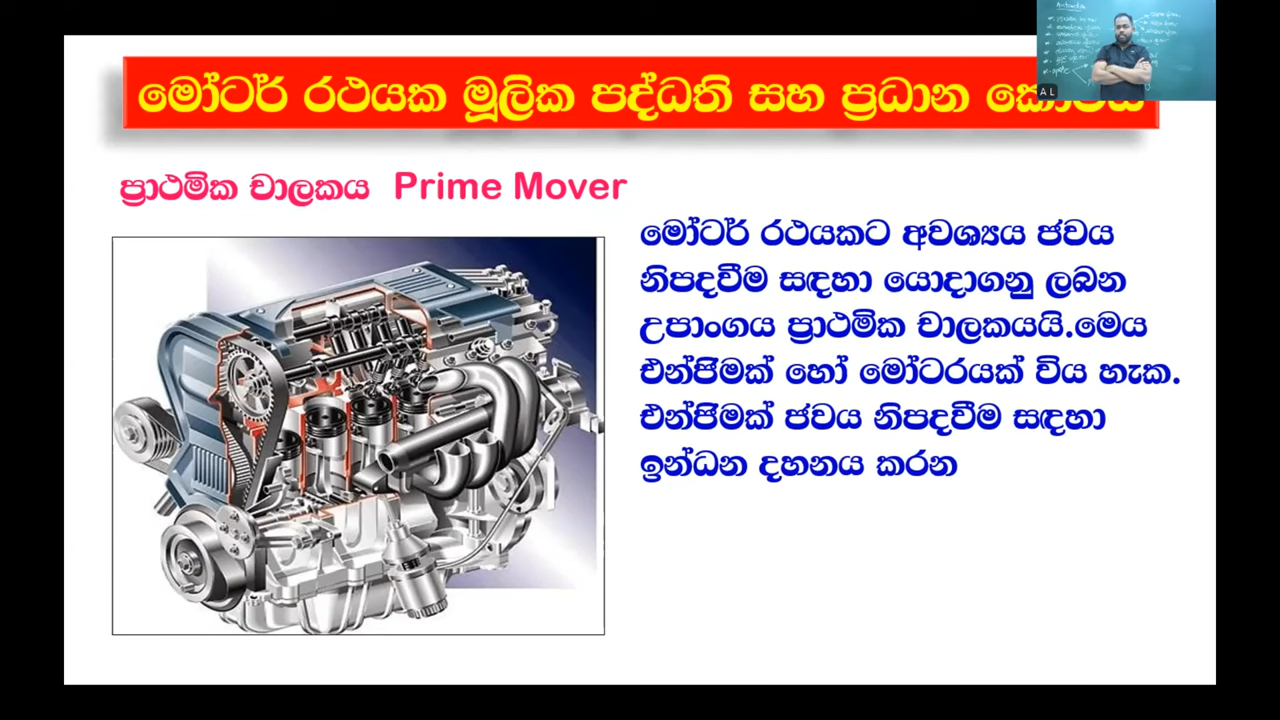 මෝටර් රථයක මූලික පද්ධති සහ ප්‍රධාන
A L
ප්‍රාථමික චාලකය Prime Mover
මෝටර් රථයකට අවශ්‍යය ජවය
නිපදවීම සඳහා යොදාගනු ලබන
උපාංගය ප්‍රාථමික චාලකයයි.මෙය
එන්ජිමක් හෝ මෝටරයක් විය හැක.
එන්ජිමක් ජවය නිපදවීම සඳහා
ඉන්ධන දහනය කරන